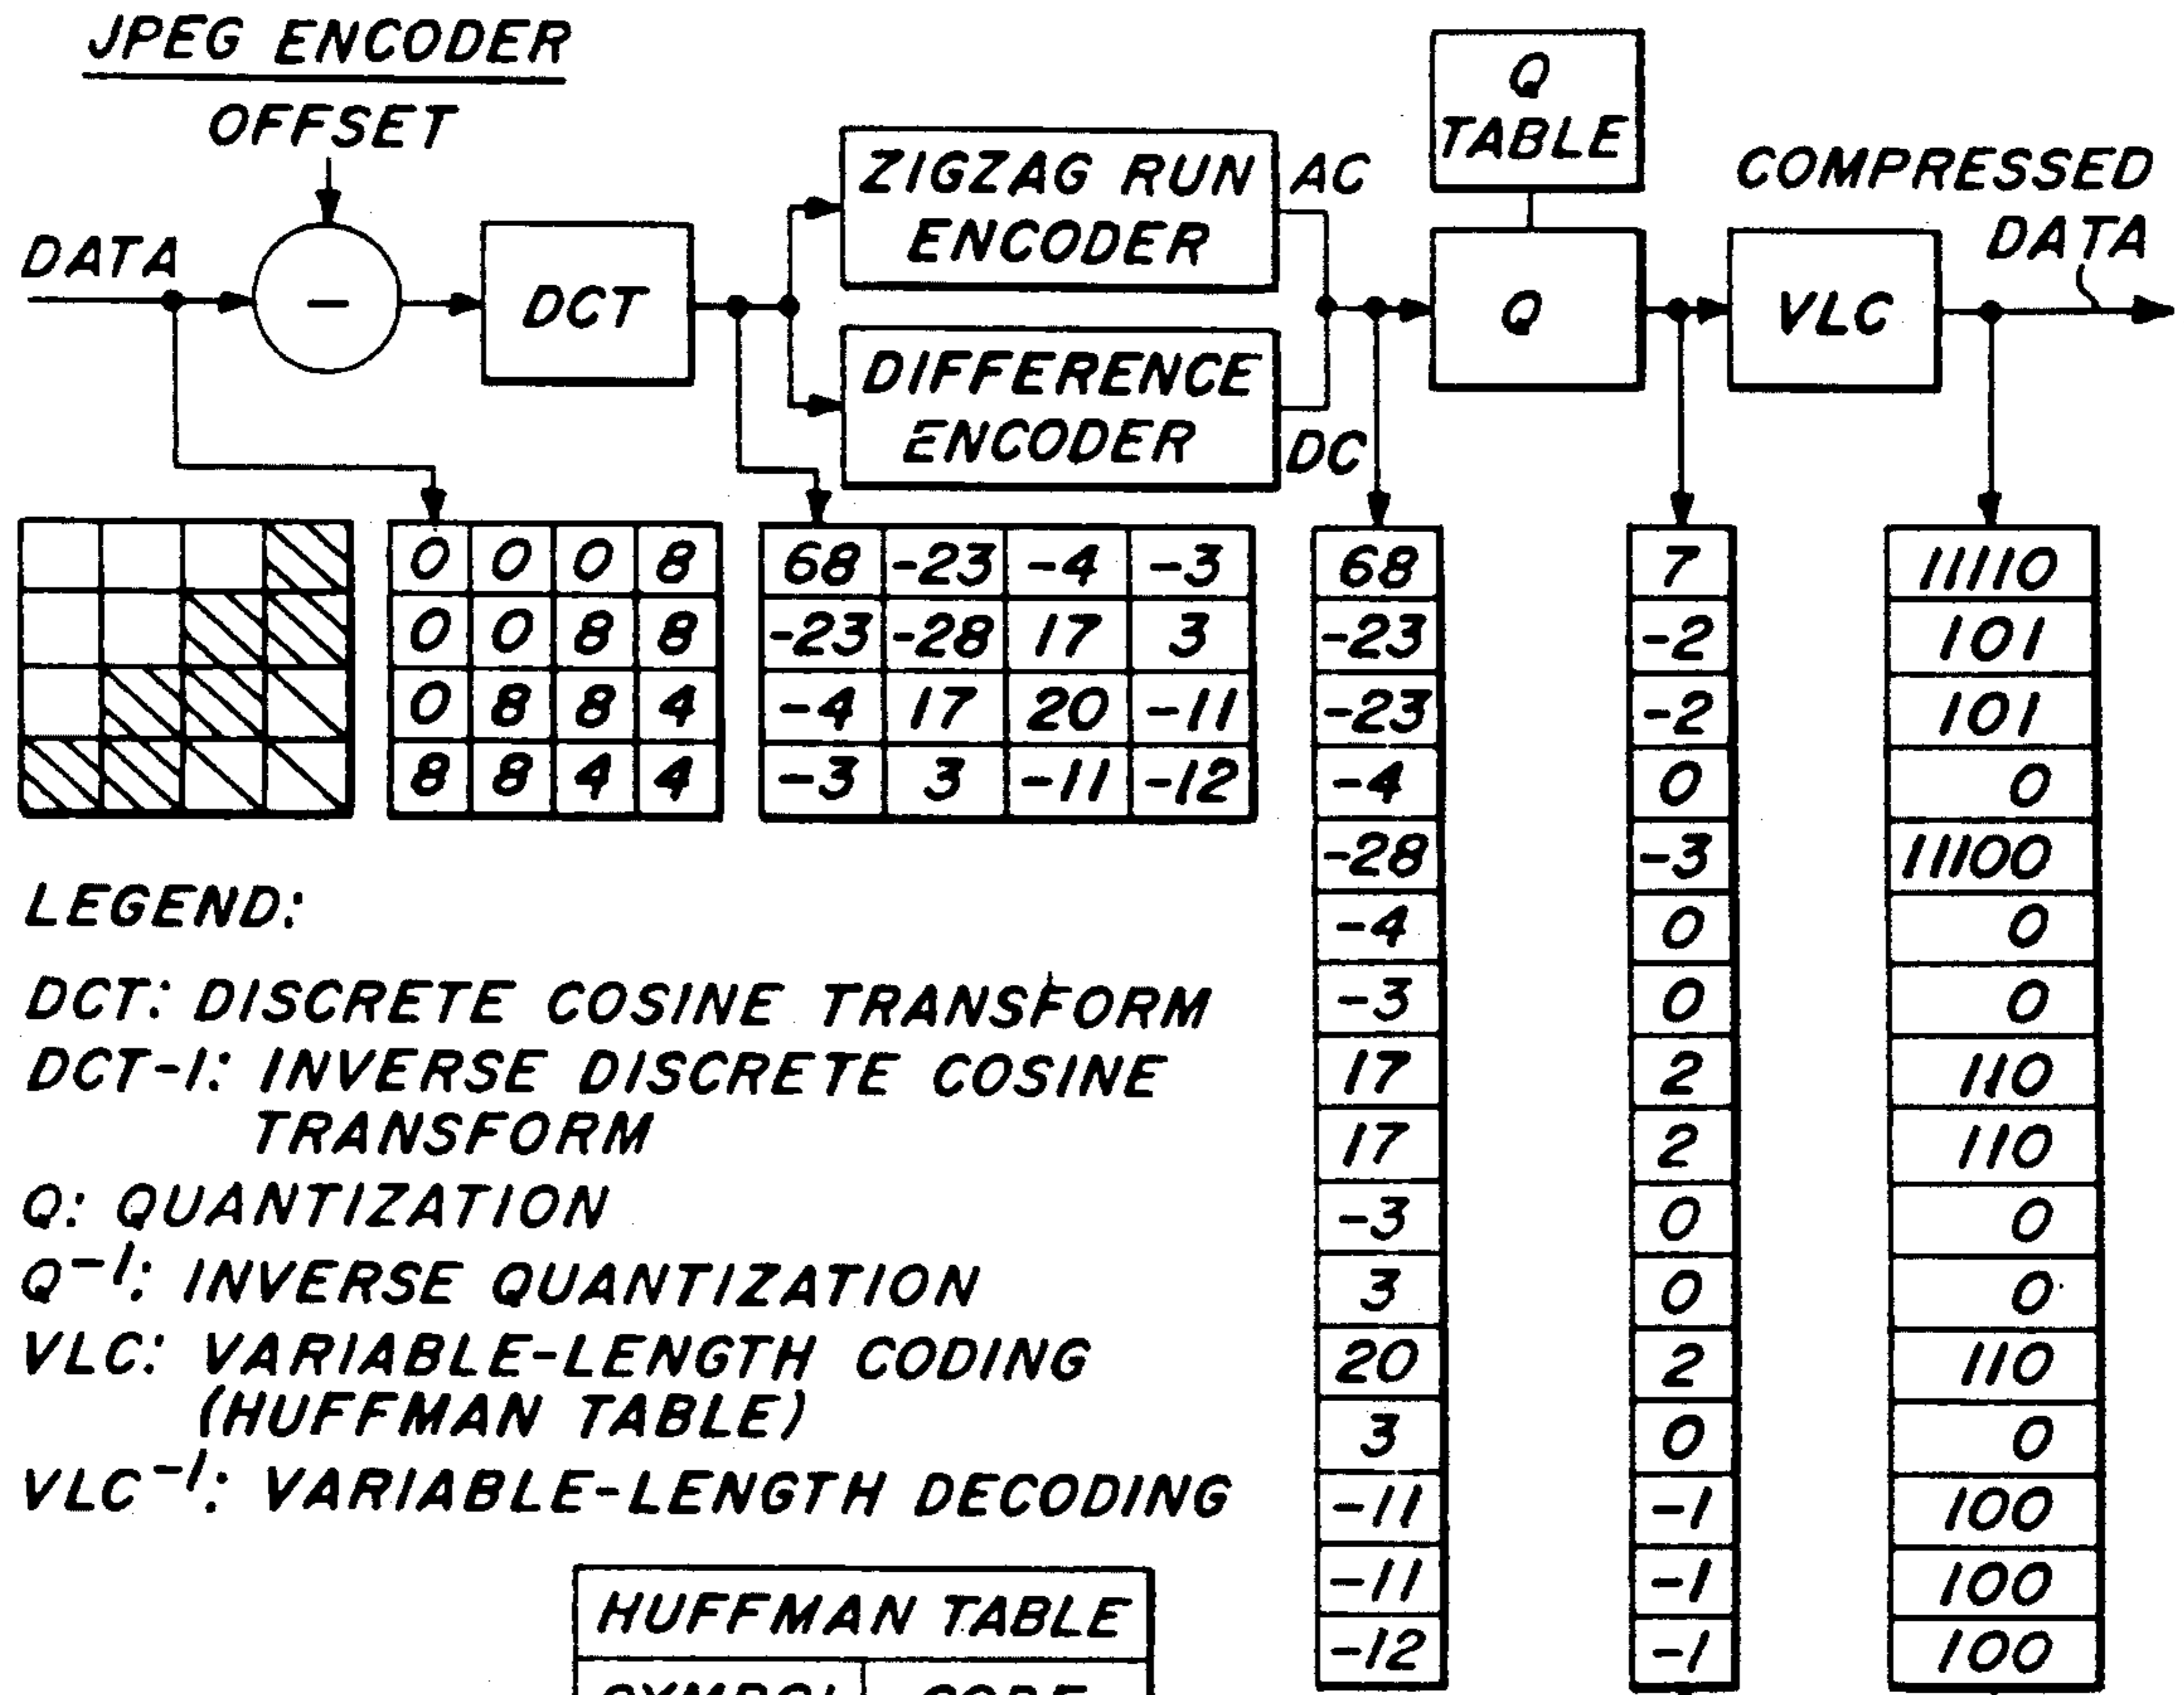 JPEG ENCODER
OFFSET
DATA
−
DCT
ZIGZAG RUN
ENCODER
AC
DIFFERENCE
ENCODER
DC
Q
TABLE
Q
VLC
COMPRESSED
DATA
0 0 0 8
0 0 8 8
0 8 8 4
8 8 4 4
68 -23 -4 -3
-23 -28 17 3
-4 17 20 -11
-3 3 -11 -12
68
-23
-23
-4
-28
-4
-3
17
17
-3
3
20
3
-11
-11
-12
7
-2
-2
0
-3
0
0
2
2
0
0
2
0
-1
-1
-1
11110
101
101
0
11100
0
0
110
110
0
0
110
0
100
100
100
LEGEND:
DCT: DISCRETE COSINE TRANSFORM
DCT-1: INVERSE DISCRETE COSINE
TRANSFORM
Q: QUANTIZATION
Q⁻¹: INVERSE QUANTIZATION
VLC: VARIABLE-LENGTH CODING
(HUFFMAN TABLE)
VLC⁻¹: VARIABLE-LENGTH DECODING
HUFFMAN TABLE
SYMBOL CODE